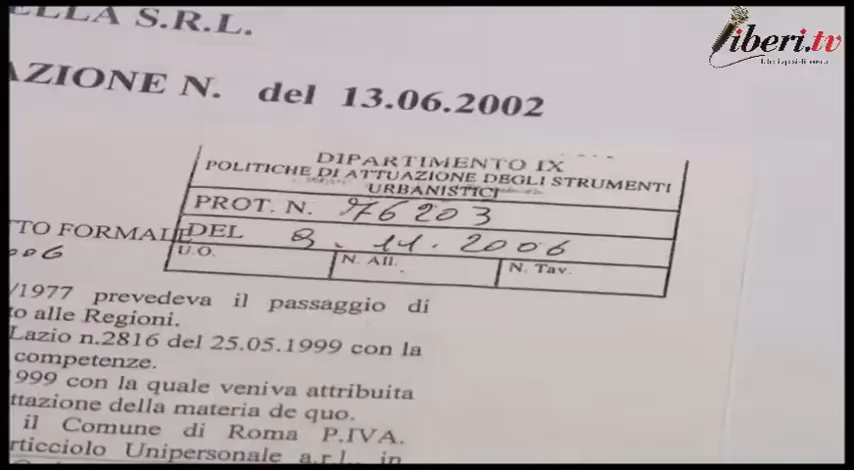 ELLA S.R.L.
liberi.tv
AZIONE N. del 13.06.2002
DIPARTIMENTO IX
POLITICHE DI ATTUAZIONE DEGLI STRUMENTI
URBANISTICI
PROT. N. 76203
TTO FORMALE
DEL 8. 11. 2006
006
U.O. N. All. N. Tav.
/1977 prevedeva il passaggio di
to alle Regioni.
Lazio n.2816 del 25.05.1999 con la
competenze.
999 con la quale veniva attribuita
ttazione della materia de quo.
il Comune di Roma P.IVA.
rticciolo Unipersonale a.r.l., in